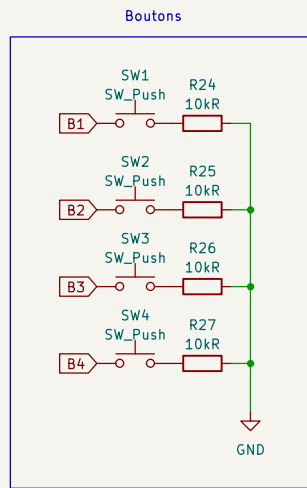 Boutons
SW1
SW_Push
R24
10kR
B1
SW2
SW_Push
R25
10kR
B2
SW3
SW_Push
R26
10kR
B3
SW4
SW_Push
R27
10kR
B4
GND